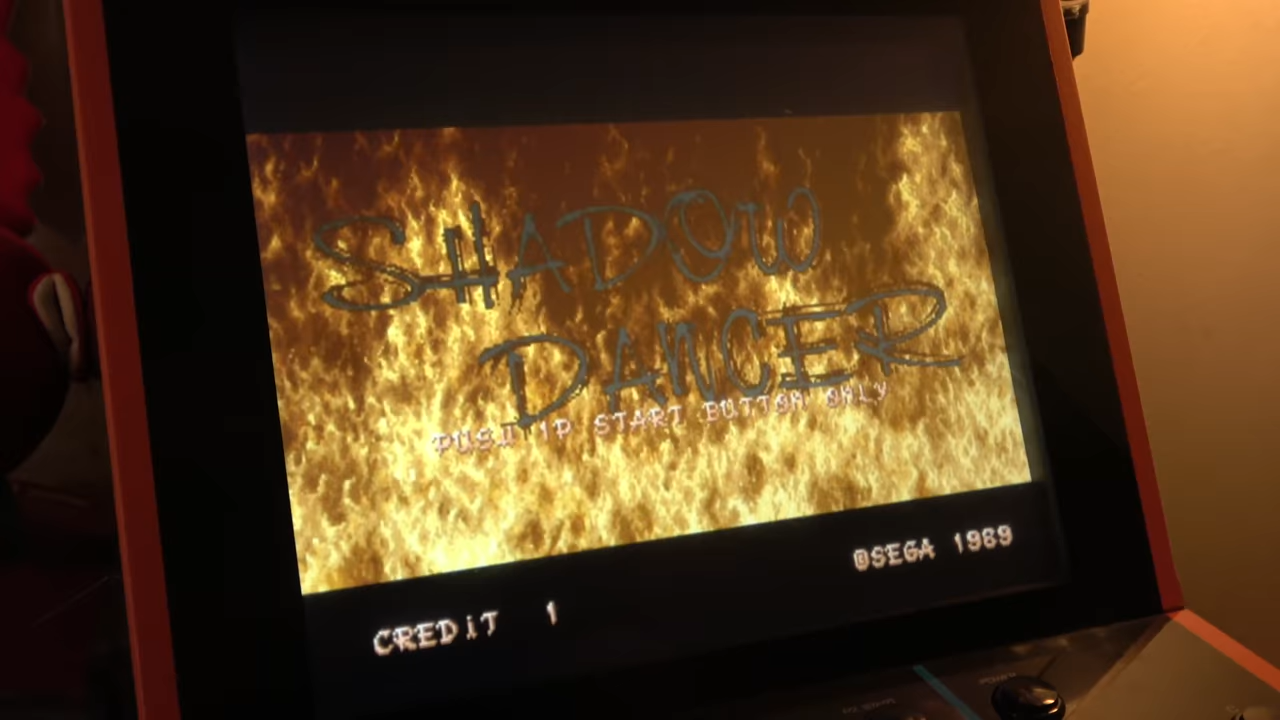 SHADOW
DANCER
PUSH 1P START BUTTON ONLY
©SEGA 1989
CREDiT 1